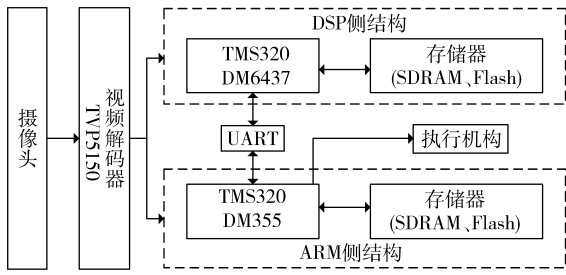 摄像头
视频解码器
TVP5150
DSP侧结构
TMS320
DM6437
存储器
(SDRAM、Flash)
UART
执行机构
TMS320
DM355
存储器
(SDRAM、Flash)
ARM侧结构